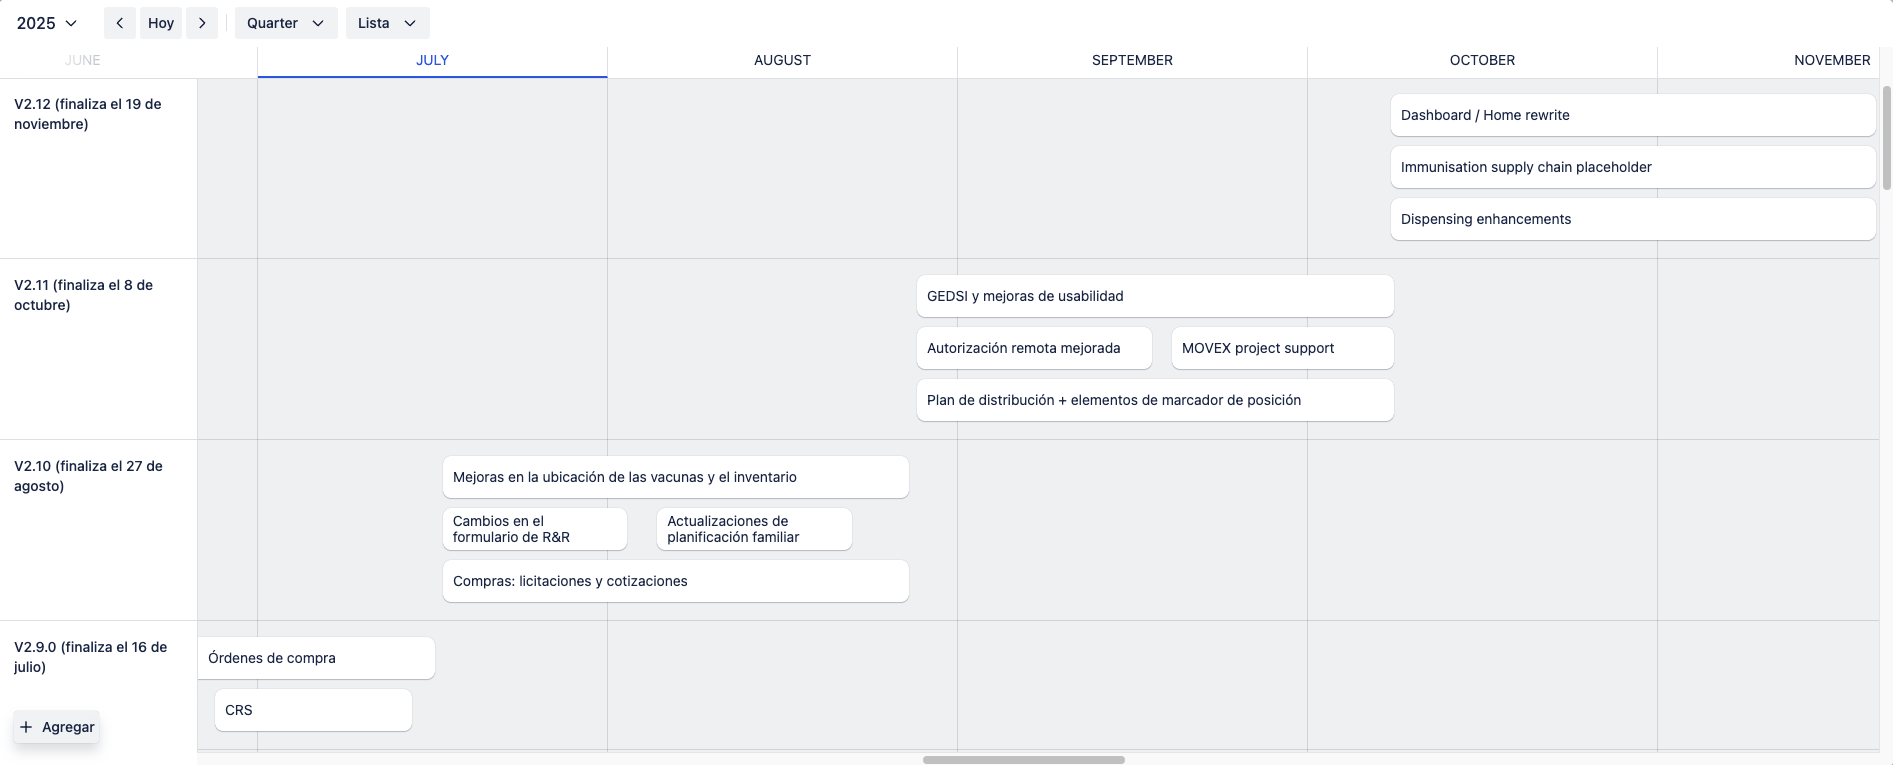 2025
Hoy
Quarter
Lista
JUNE
JULY
AUGUST
SEPTEMBER
OCTOBER
NOVEMBER
V2.12 (finaliza el 19 de
noviembre)
Dashboard / Home rewrite
Immunisation supply chain placeholder
Dispensing enhancements
V2.11 (finaliza el 8 de
octubre)
GEDSI y mejoras de usabilidad
Autorización remota mejorada
MOVEX project support
Plan de distribución + elementos de marcador de posición
V2.10 (finaliza el 27 de
agosto)
Mejoras en la ubicación de las vacunas y el inventario
Cambios en el
formulario de R&R
Actualizaciones de
planificación familiar
Compras: licitaciones y cotizaciones
V2.9.0 (finaliza el 16 de
julio)
Órdenes de compra
CRS
+ Agregar